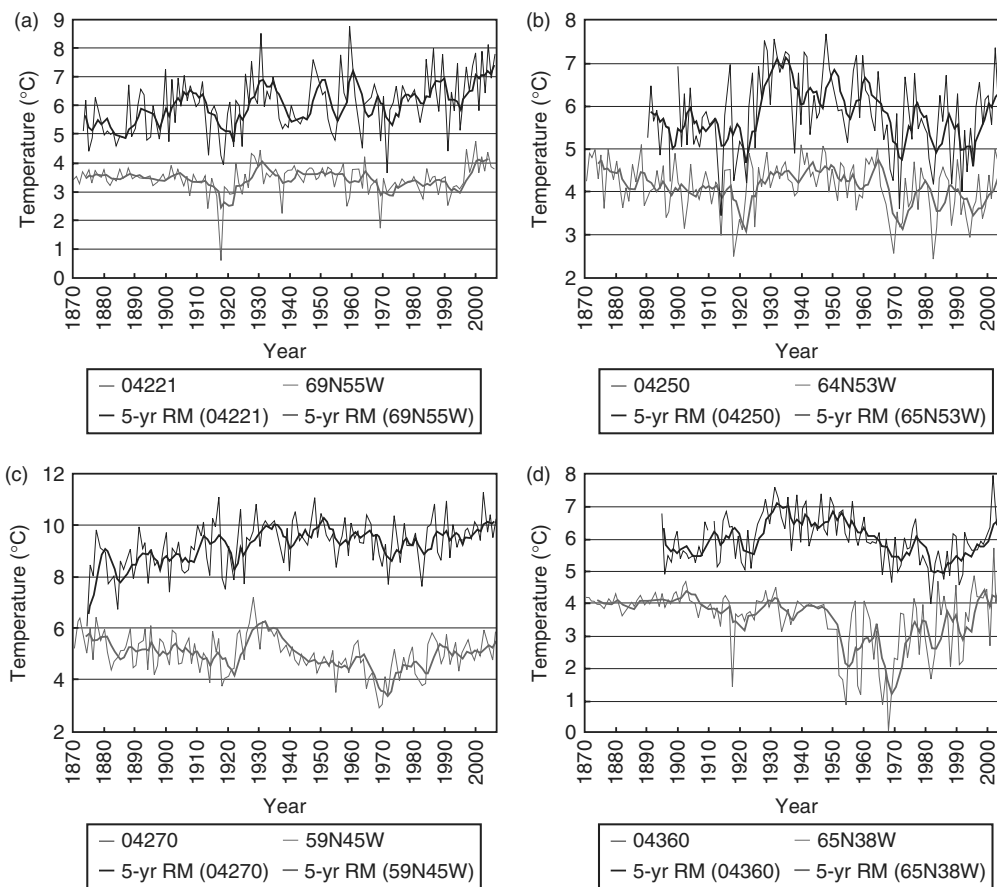 (a)
9
8
7
6
5
4
3
2
1
0
Temperature (°C)
1870 1880 1890 1900 1910 1920 1930 1940 1950 1960 1970 1980 1990 2000
Year
04221 69N55W
5-yr RM (04221) 5-yr RM (69N55W)
(b)
8
7
6
5
4
3
2
Temperature (°C)
1870 1880 1890 1900 1910 1920 1930 1940 1950 1960 1970 1980 1990 2000
Year
04250 64N53W
5-yr RM (04250) 5-yr RM (65N53W)
(c)
12
10
8
6
4
2
Temperature (°C)
1870 1880 1890 1900 1910 1920 1930 1940 1950 1960 1970 1980 1990 2000
Year
04270 59N45W
5-yr RM (04270) 5-yr RM (59N45W)
(d)
8
7
6
5
4
3
2
1
0
Temperature (°C)
1870 1880 1890 1900 1910 1920 1930 1940 1950 1960 1970 1980 1990 2000
Year
04360 65N38W
5-yr RM (04360) 5-yr RM (65N38W)